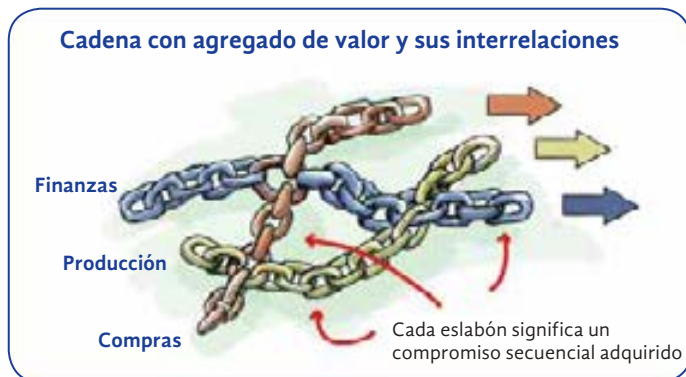 Cadena con agregado de valor y sus interrelaciones
Finanzas
Producción
Compras
Cada eslabón significa un
compromiso secuencial adquirido